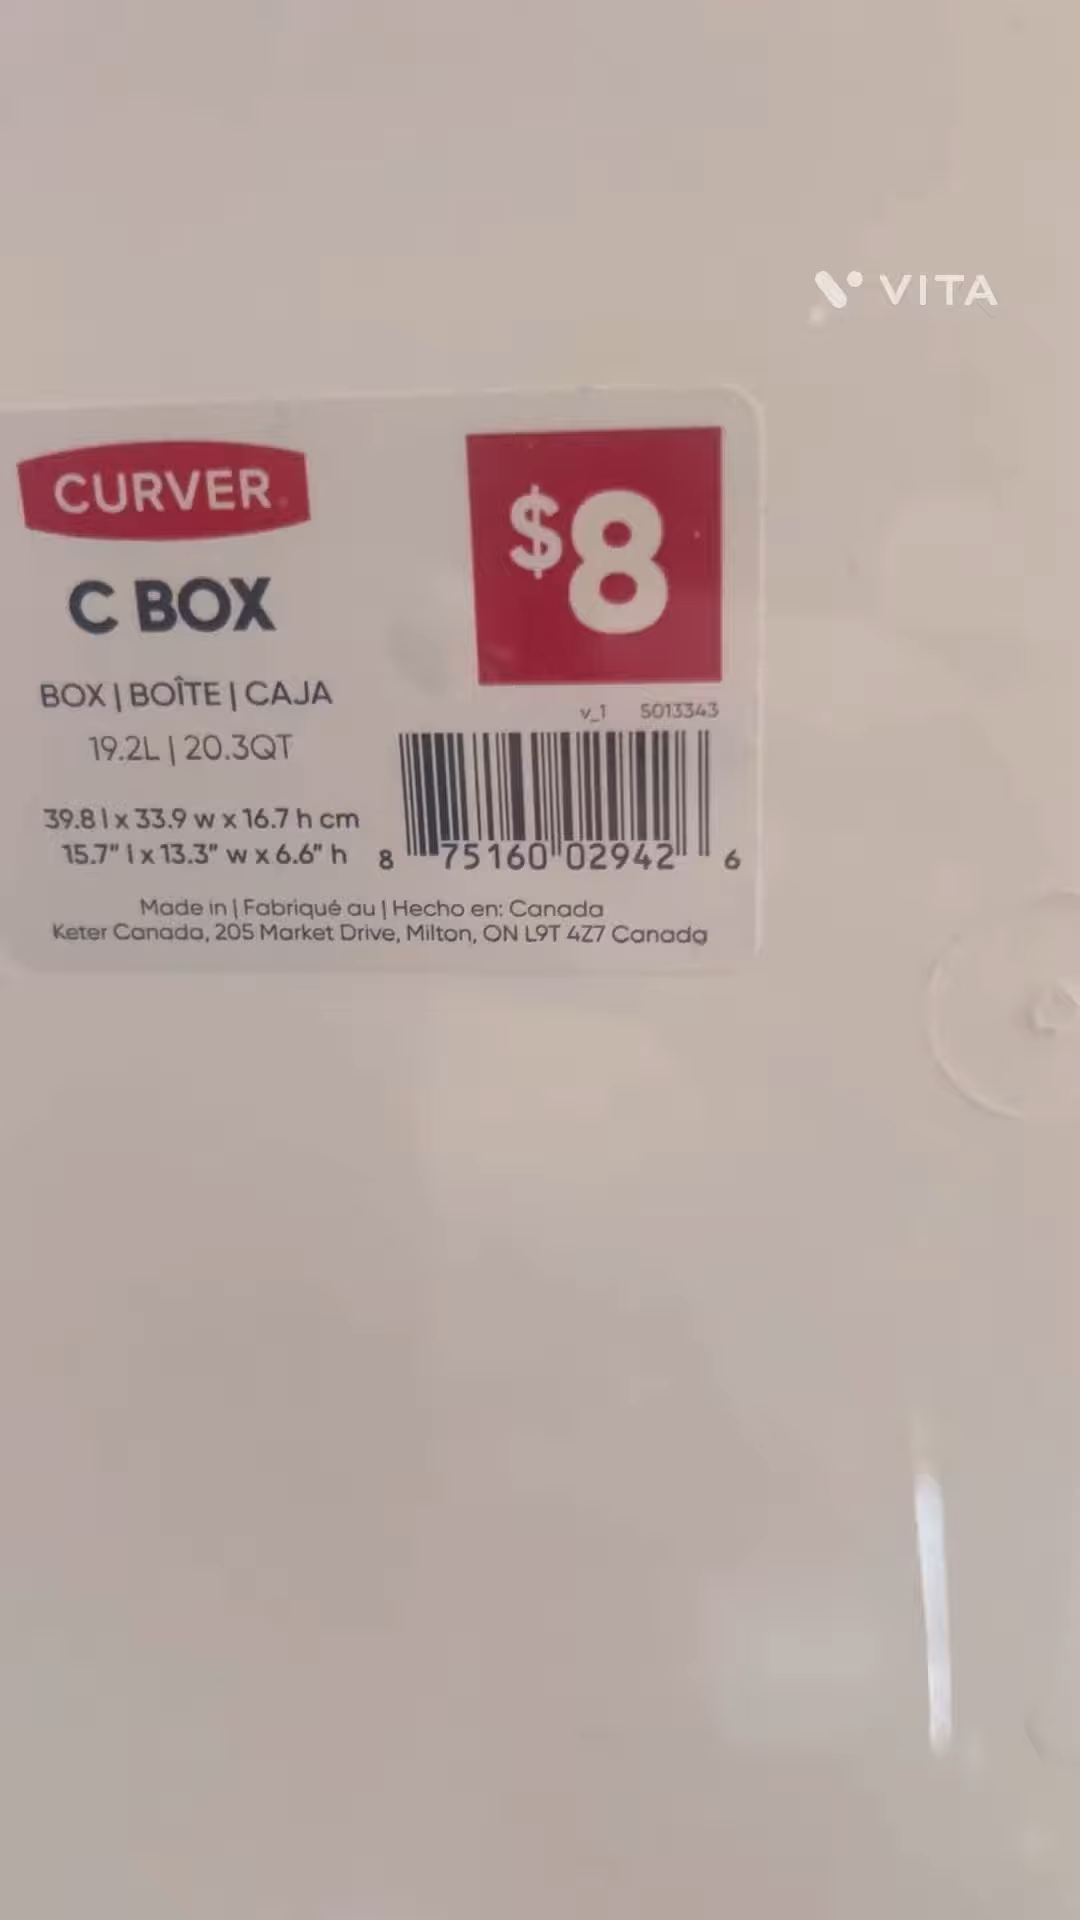 VITA
CURVER
$8
C BOX
BOX | BOÎTE | CAJA
19.2L | 20.3QT
v_1 5013343
39.8 l x 33.9 w x 16.7 h cm
15.7" l x 13.3" w x 6.6" h
8 75160 02942 6
Made in | Fabriqué au | Hecho en: Canada
Keter Canada, 205 Market Drive, Milton, ON L9T 4Z7 Canada